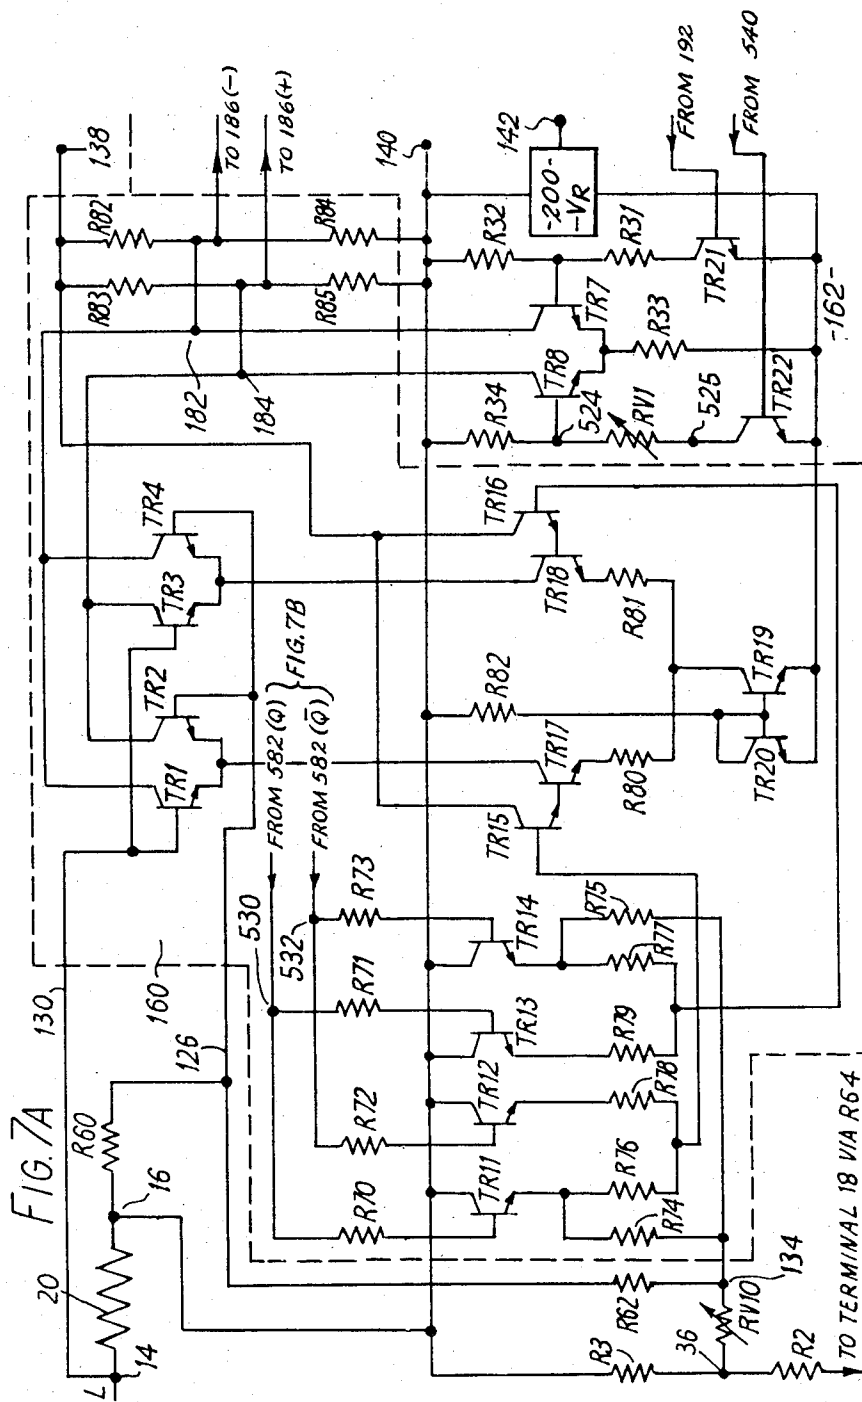 FIG.7A
L
14
20
16
R60
130
126
160
TR1
TR2
TR3
TR4
182
184
R83
R82
R85
R84
138
TO 186(-)
TO 186(+)
140
142
-200-
-VR
FROM 192
FROM 540
530
532
FROM 582(Q)
FROM 582(Q̄)
FIG.7B
R70
R72
R71
R73
TR11
TR12
TR13
TR14
R74
R76
R78
R79
R77
R75
TR15
TR17
TR16
TR18
R80
R81
R82
TR20
TR19
R34
R32
TR8
TR7
524
RV1
525
R33
R31
TR22
TR21
-162-
R3
R62
36
RV10
134
R2
TO TERMINAL 18 VIA R64